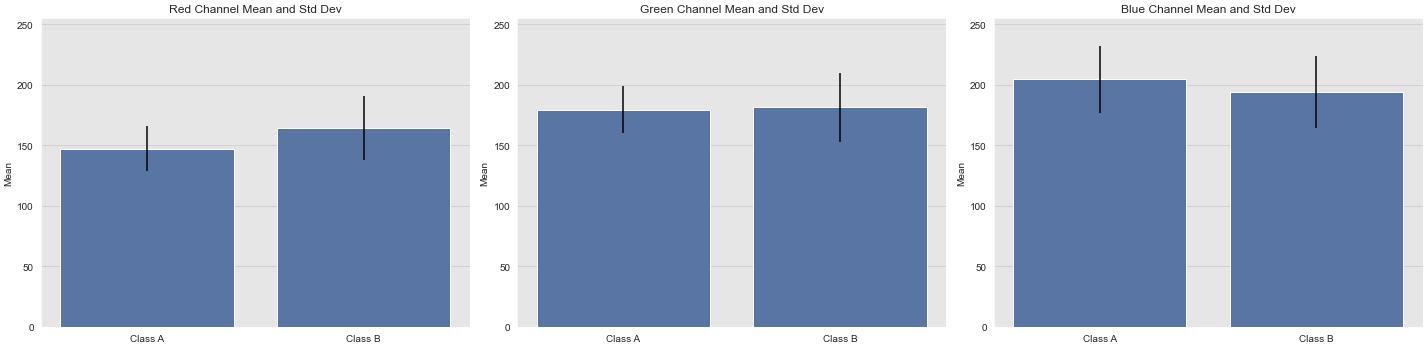 Red Channel Mean and Std Dev
250
200
150
100
50
0
Mean
Class A
Class B
Green Channel Mean and Std Dev
250
200
150
100
50
0
Mean
Class A
Class B
Blue Channel Mean and Std Dev
250
200
150
100
50
0
Mean
Class A
Class B